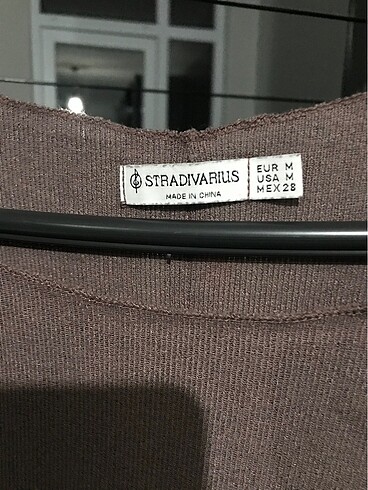 STRADIVARIUS
MADE IN CHINA
EUR M
USA M
MEX 28